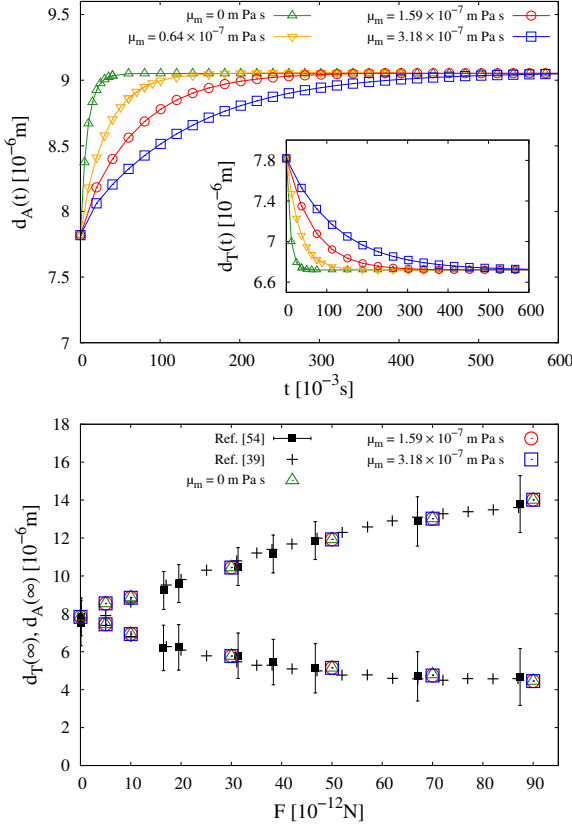 μm = 0 m Pa s
μm = 0.64 × 10-7 m Pa s
μm = 1.59 × 10-7 m Pa s
μm = 3.18 × 10-7 m Pa s
dA(t) [10-6m]
9.5
9
8.5
8
7.5
7
0 100 200 300 400 500 600
t [10-3s]
dT(t) [10-6m]
7.8
7.2
6.6
0 100 200 300 400 500 600
Ref. [54]
Ref. [39]
μm = 0 m Pa s
μm = 1.59 × 10-7 m Pa s
μm = 3.18 × 10-7 m Pa s
dT(∞), dA(∞) [10-6m]
18
16
14
12
10
8
6
4
2
0
0 10 20 30 40 50 60 70 80 90
F [10-12N]